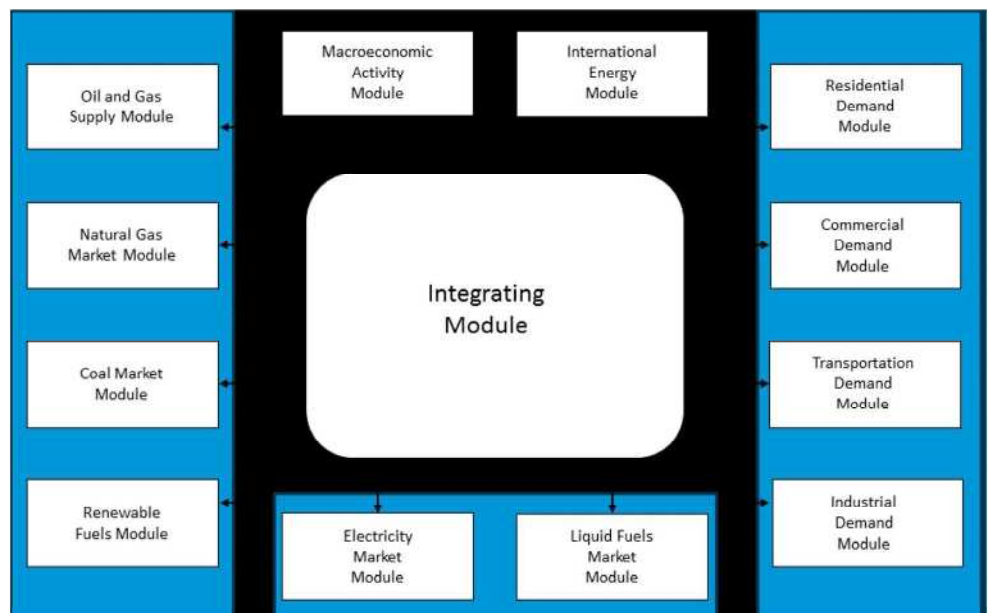 Macroeconomic
Activity
Module
International
Energy
Module
Oil and Gas
Supply Module
Residential
Demand
Module
Natural Gas
Market Module
Commercial
Demand
Module
Integrating
Module
Coal Market
Module
Transportation
Demand
Module
Renewable
Fuels Module
Electricity
Market
Module
Liquid Fuels
Market
Module
Industrial
Demand
Module